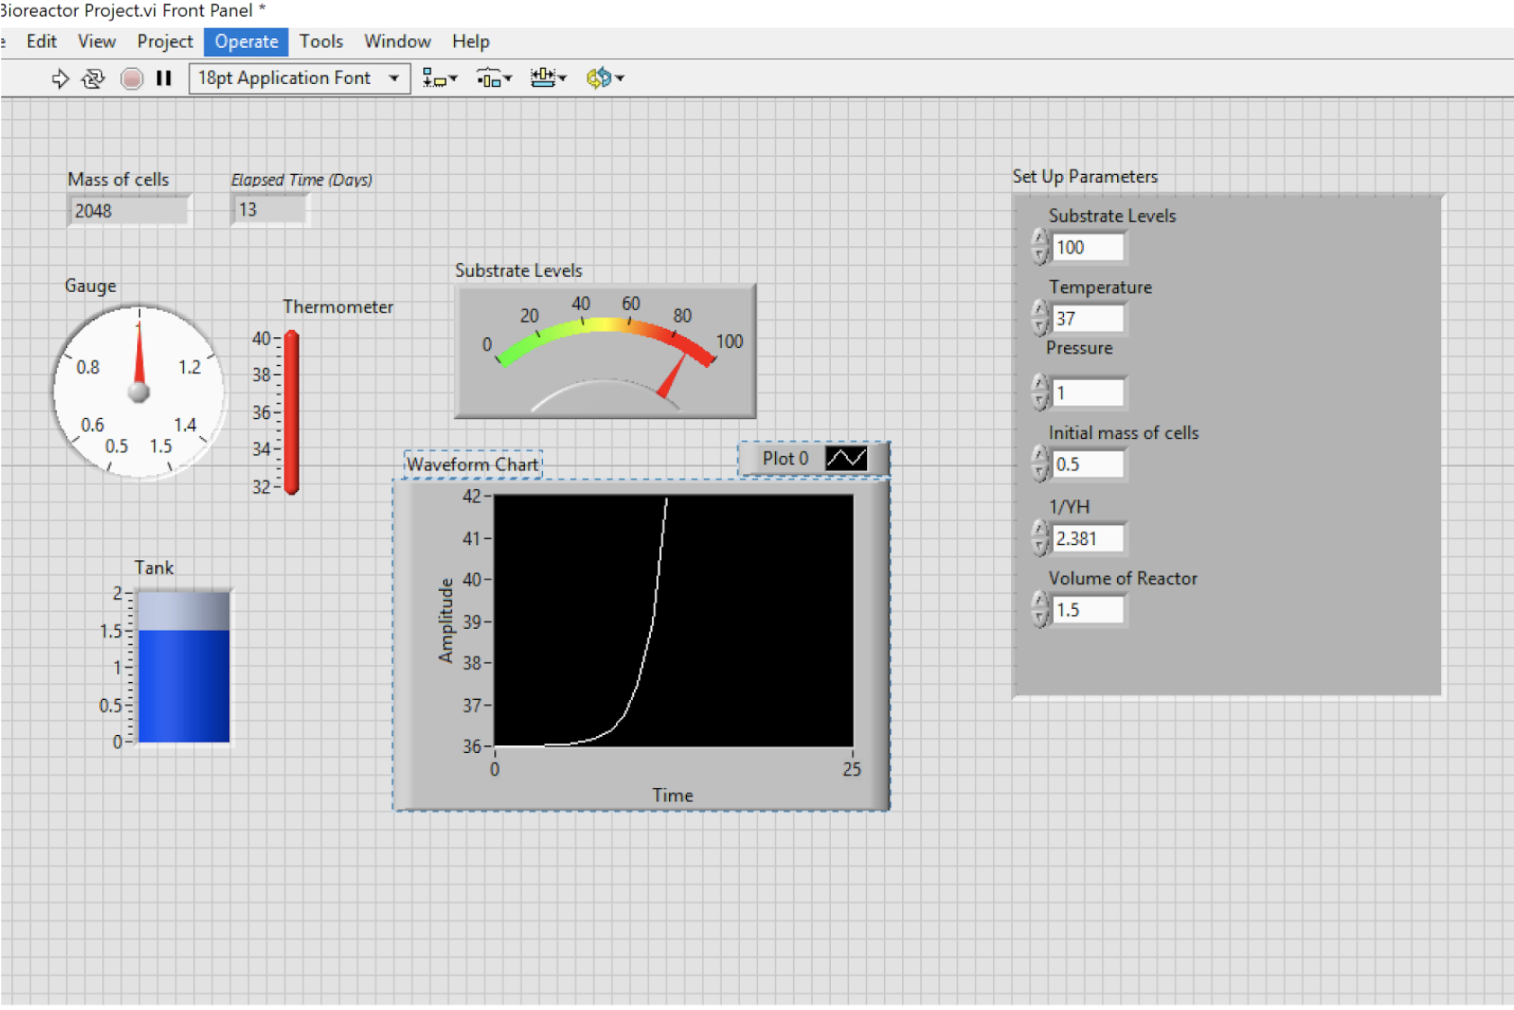 Bioreactor Project.vi Front Panel *
e Edit View Project Operate Tools Window Help
18pt Application Font
Mass of cells
2048
Elapsed Time (Days)
13
Gauge
0.5
0.6
0.8
1.2
1.4
1.5
Thermometer
40
38
36
34
32
Substrate Levels
0
20
40
60
80
100
Tank
2
1.5
1
0.5
0
Waveform Chart
Plot 0
Amplitude
42
41
40
39
38
37
36
0
25
Time
Set Up Parameters
Substrate Levels
100
Temperature
37
Pressure
1
Initial mass of cells
0.5
1/YH
2.381
Volume of Reactor
1.5